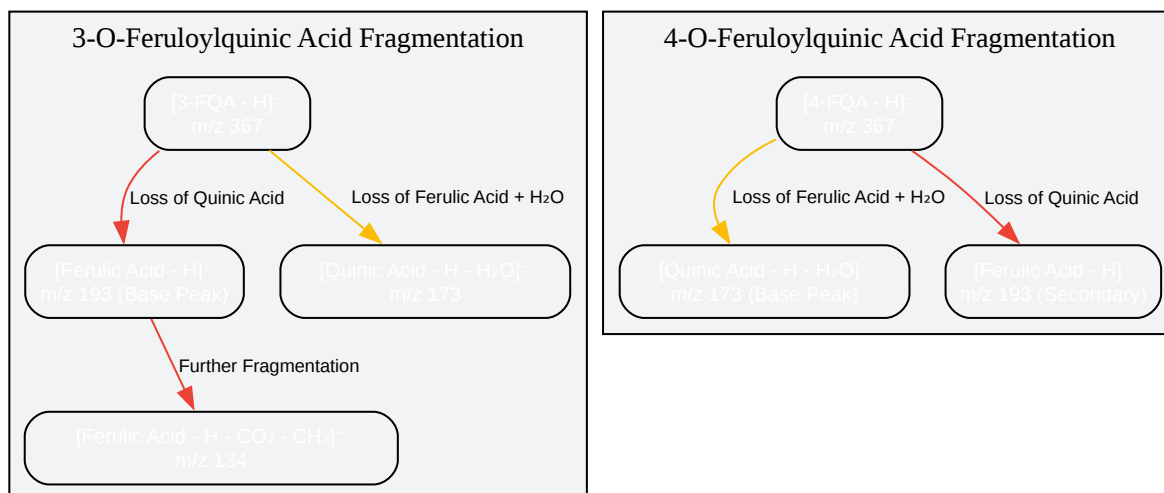 3-O-Feruloylquinic Acid Fragmentation
[3-FQA - H]⁻
m/z 367
Loss of Quinic Acid
Loss of Ferulic Acid + H₂O
[Ferulic Acid - H]⁻
m/z 193 (Base Peak)
[Quinic Acid - H - H₂O]⁻
m/z 173
Further Fragmentation
[Ferulic Acid - H - CO₂ - CH₃]⁻
m/z 134
4-O-Feruloylquinic Acid Fragmentation
[4-FQA - H]⁻
m/z 367
Loss of Ferulic Acid + H₂O
Loss of Quinic Acid
[Quinic Acid - H - H₂O]⁻
m/z 173 (Base Peak)
[Ferulic Acid - H]⁻
m/z 193 (Secondary)